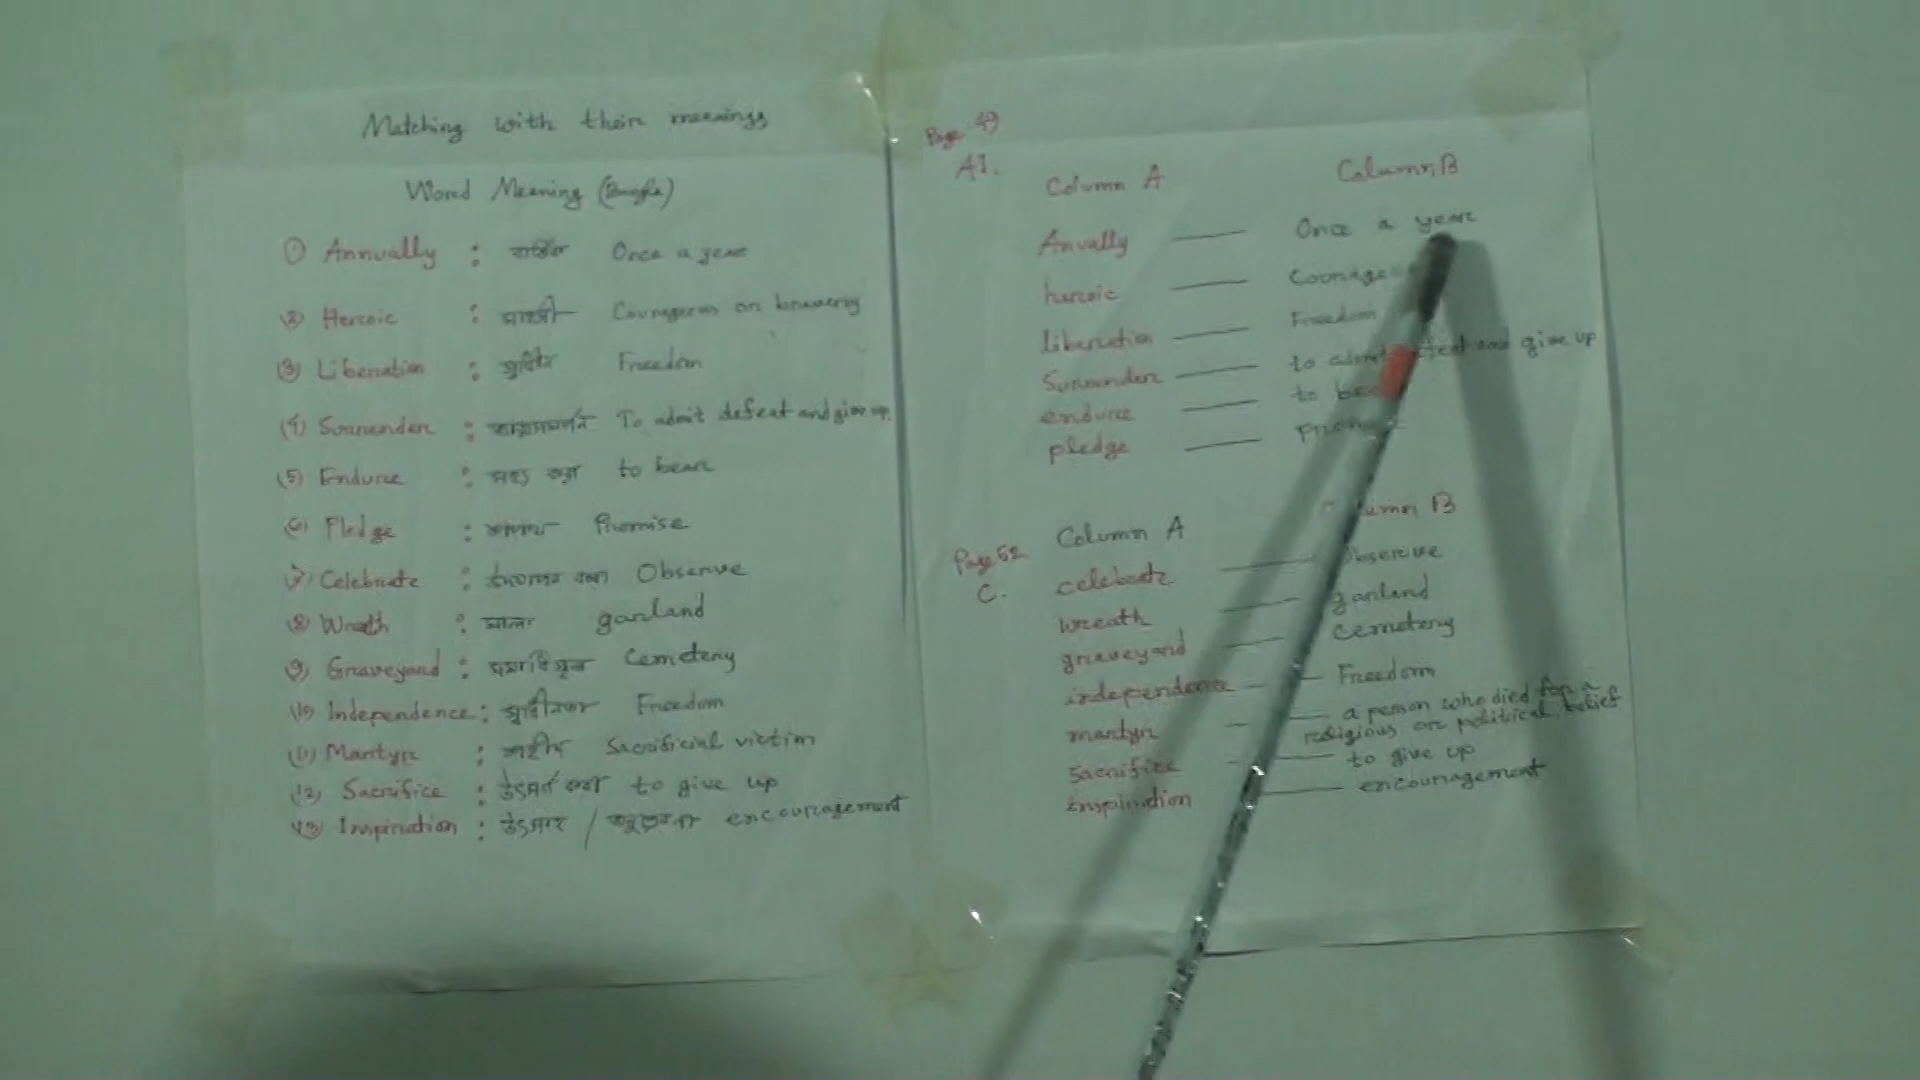 Matching with their meanings
Word Meaning (Bangla)
① Annually : বার্ষিক Once a year
② Heroic : সাহসী Courageous or bravery
③ Liberation : Freedom
(4) Surrender : আত্মসমর্পন To admit defeat and give up.
(5) Endure : সহ্য করা to bear
(6) Pledge : Promise
(7) Celebrate : উদযাপন করা Observe
(8) Wreath : মালা garland
(9) Graveyard : Cemetery
(10) Independence : স্বাধীনতা Freedom
(11) Martyr : শহীদ Sacrificial victim
(12) Sacrifice : উৎসর্গ করা to give up
(13) Inspiration : উৎসাহ / অনুপ্রেরণা encouragement
Page 49
A1. Column A Column B
Anually Once a year
heroic
liberation Freedom
Surrender to and give up
endure to
pledge
Column A Column B
Page 52
C. celebrate Observe
wreath garland
graveyard cemetery
independence Freedom
martyr a person who died for a
religious or political belief
sacrifice to give up
inspiration encouragement